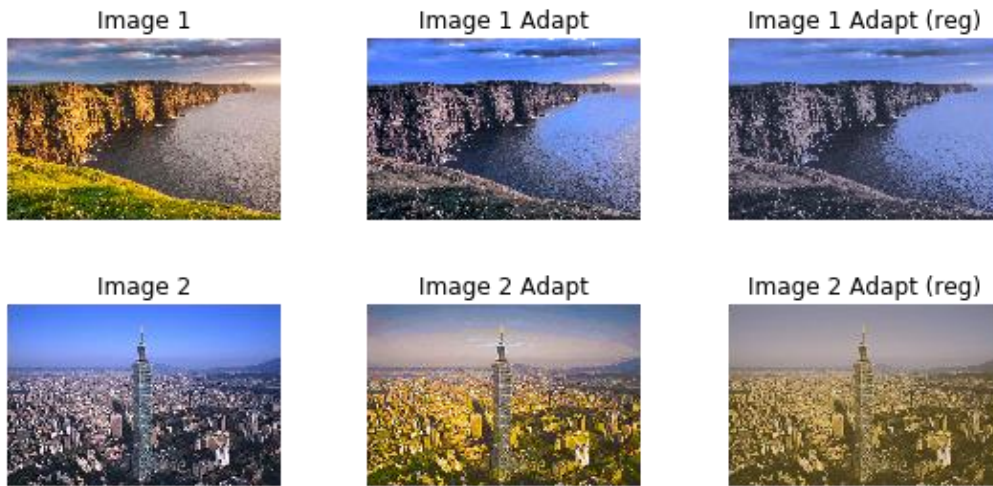 Image 1
Image 1 Adapt
Image 1 Adapt (reg)
Image 2
Image 2 Adapt
Image 2 Adapt (reg)